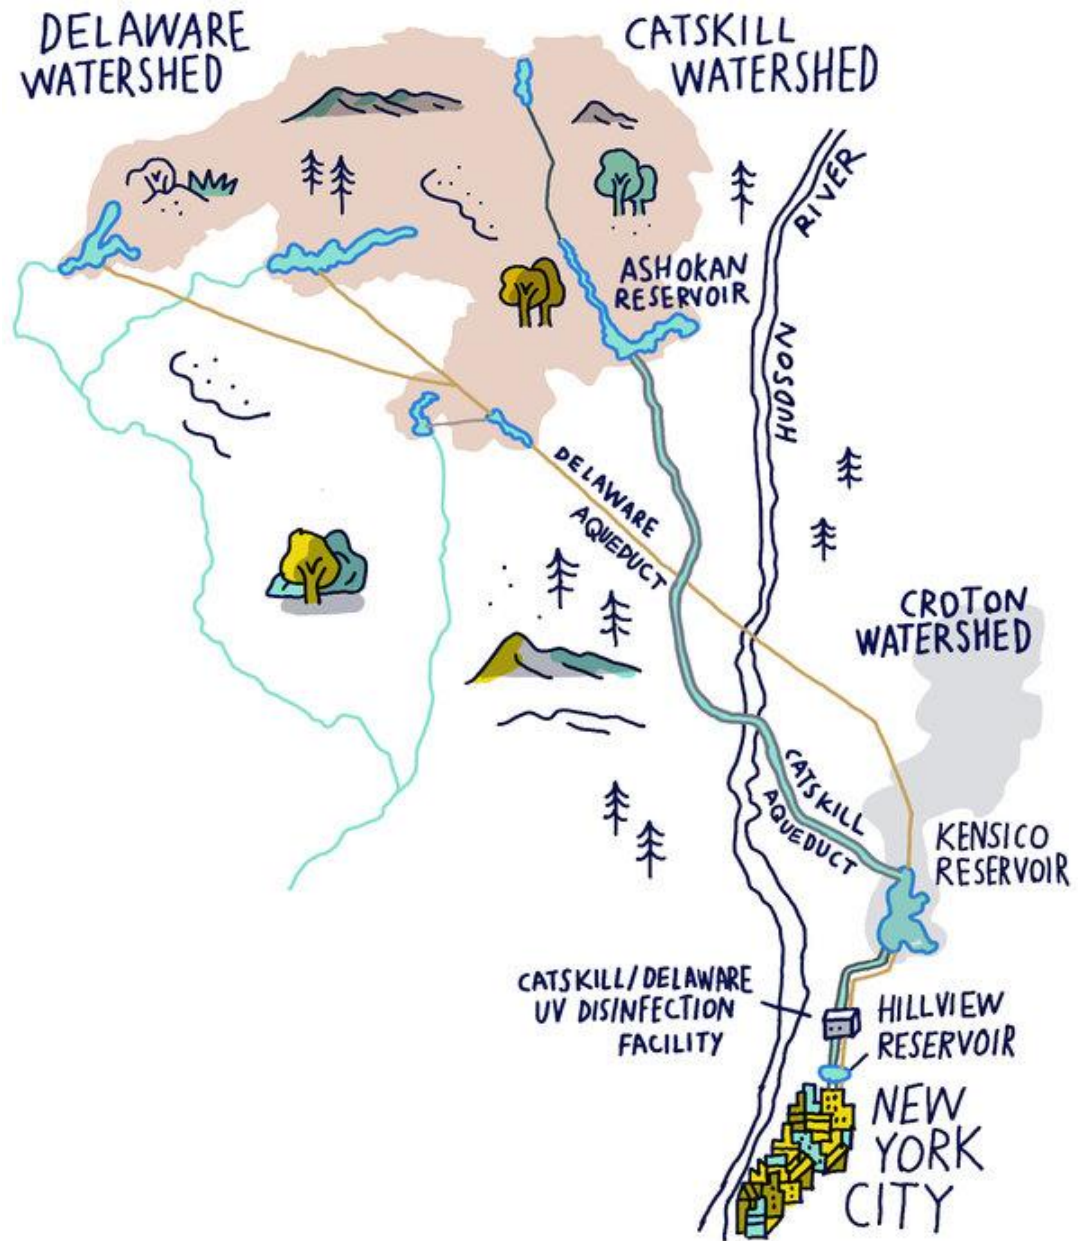 DELAWARE
WATERSHED
CATSKILL
WATERSHED
RIVER
HUDSON
ASHOKAN
RESERVOIR
DELAWARE
AQUEDUCT
CROTON
WATERSHED
CATSKILL
AQUEDUCT
KENSICO
RESERVOIR
CATSKILL/DELAWARE
UV DISINFECTION
FACILITY
HILLVIEW
RESERVOIR
NEW
YORK
CITY